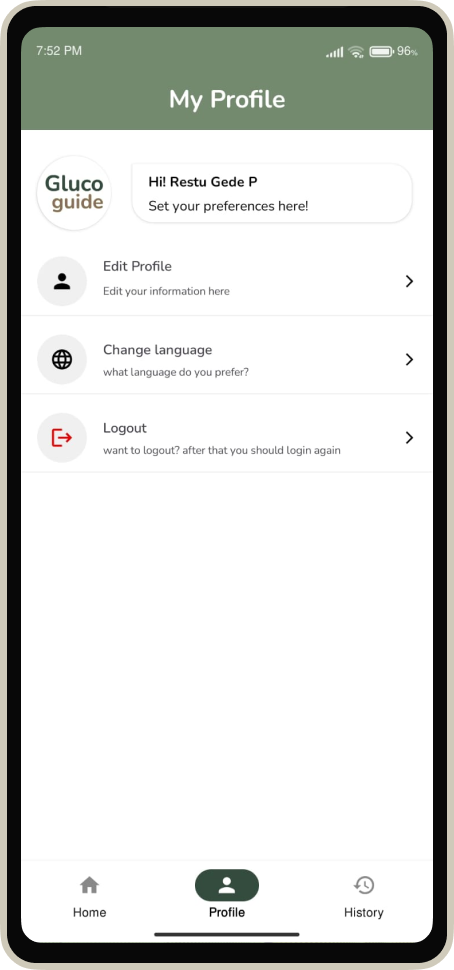 7:52 PM
96%
My Profile
Gluco
guide
Hi! Restu Gede P
Set your preferences here!
Edit Profile
Edit your information here
Change language
what language do you prefer?
Logout
want to logout? after that you should login again
Home
Profile
History